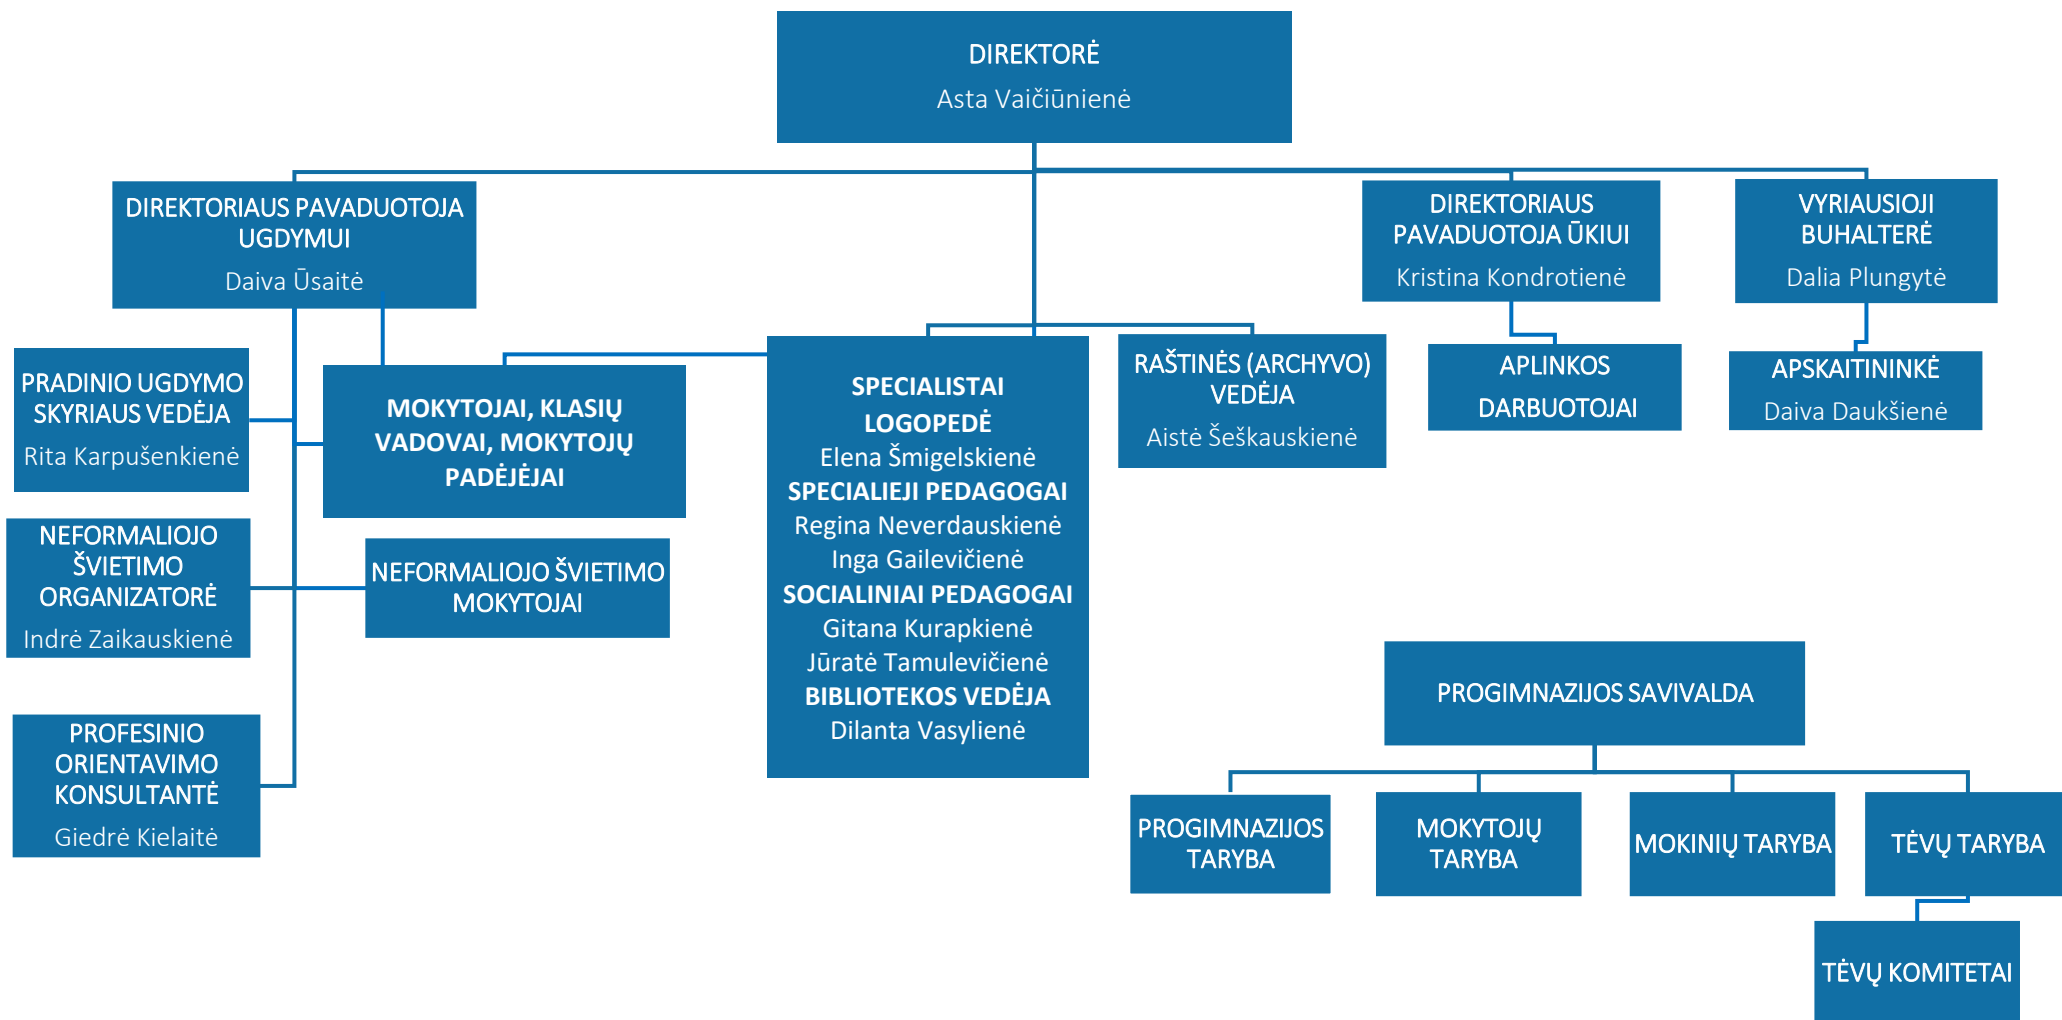 DIREKTORĖ
Asta Vaičiūnienė
DIREKTORIAUS PAVADUOTOJA
UGDYMUI
Daiva Ūsaitė
DIREKTORIAUS
PAVADUOTOJA ŪKIUI
Kristina Kondrotienė
VYRIAUSIOJI
BUHALTERĖ
Dalia Plungytė
PRADINIO UGDYMO
SKYRIAUS VEDĖJA
Rita Karpušenkienė
MOKYTOJAI, KLASIŲ
VADOVAI, MOKYTOJŲ
PADĖJĖJAI
SPECIALISTAI
LOGOPEDĖ
Elena Šmigelskienė
SPECIALIEJI PEDAGOGAI
Regina Neverdauskienė
Inga Gailevičienė
SOCIALINIAI PEDAGOGAI
Gitana Kurapkienė
Jūratė Tamulevičienė
BIBLIOTEKOS VEDĖJA
Dilanta Vasylienė
RAŠTINĖS (ARCHYVO)
VEDĖJA
Aistė Šeškauskienė
APLINKOS
DARBUOTOJAI
APSKAITININKĖ
Daiva Daukšienė
NEFORMALIOJO
ŠVIETIMO
ORGANIZATORĖ
Indrė Zaikauskienė
NEFORMALIOJO ŠVIETIMO
MOKYTOJAI
PROFESINIO
ORIENTAVIMO
KONSULTANTĖ
Giedrė Kielaitė
PROGIMNAZIJOS SAVIVALDA
PROGIMNAZIJOS
TARYBA
MOKYTOJŲ
TARYBA
MOKINIŲ TARYBA
TĖVŲ TARYBA
TĖVŲ KOMITETAI